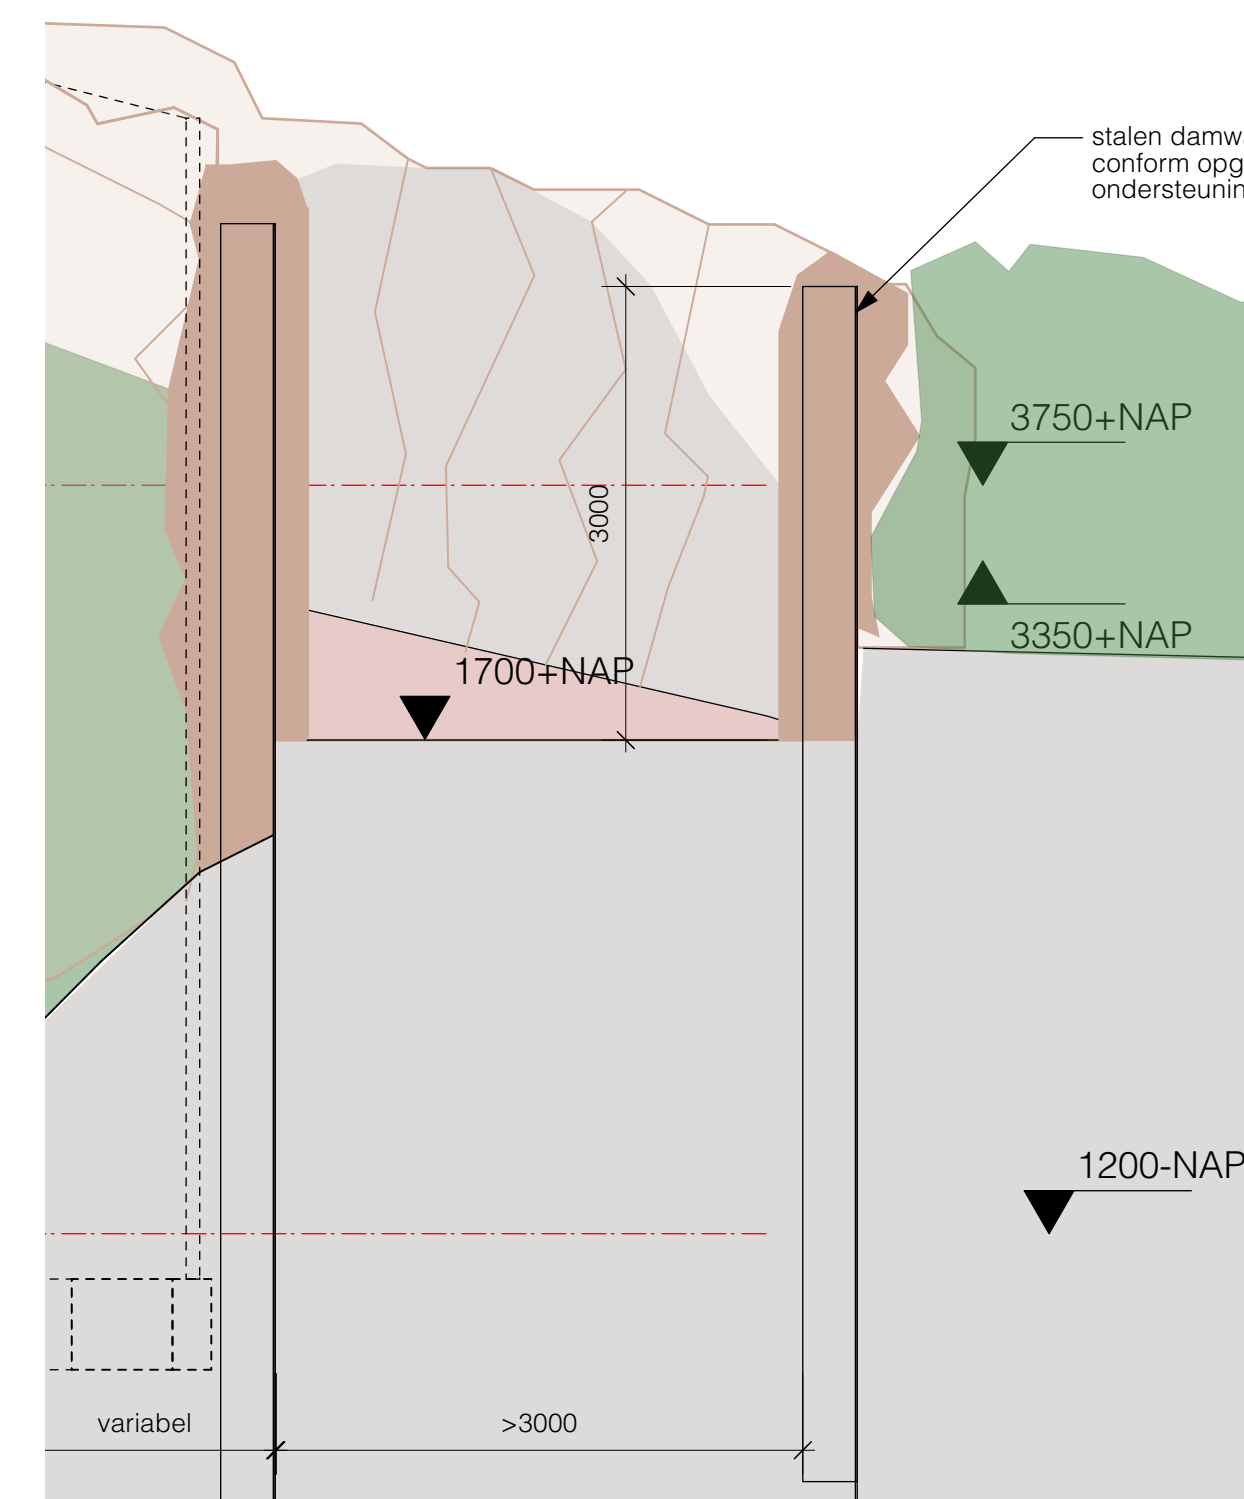 stalen damw
conform opg
ondersteunin
3750+NAP
3000
3350+NAP
1700+NAP
1200-NAP
variabel
>3000